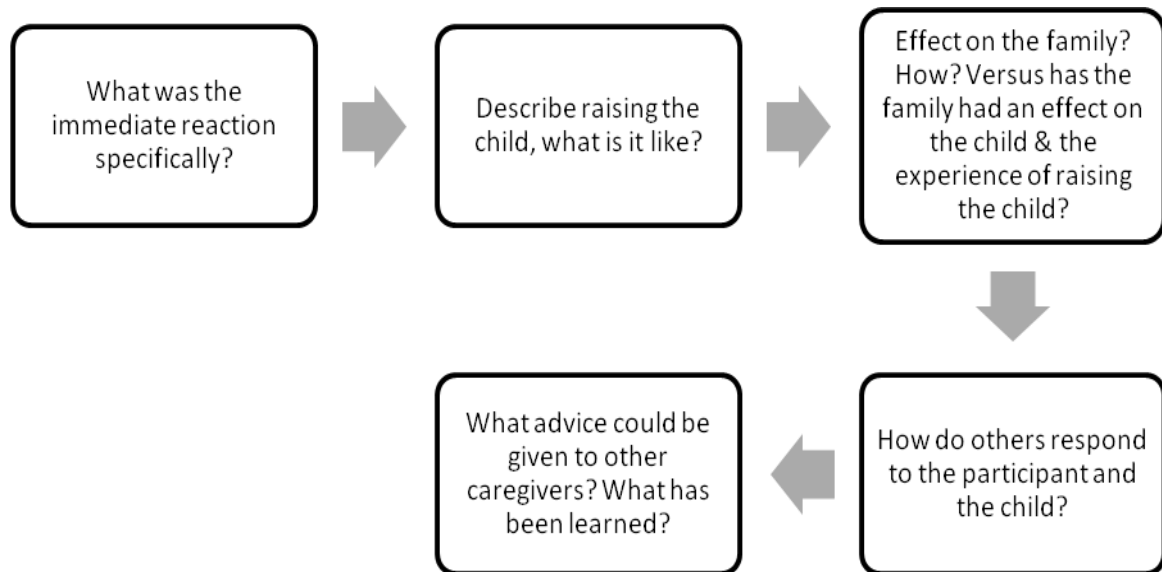 What was the
immediate reaction
specifically?
Describe raising the
child, what is it like?
Effect on the family?
How? Versus has the
family had an effect on
the child & the
experience of raising
the child?
How do others respond
to the participant and
the child?
What advice could be
given to other
caregivers? What has
been learned?